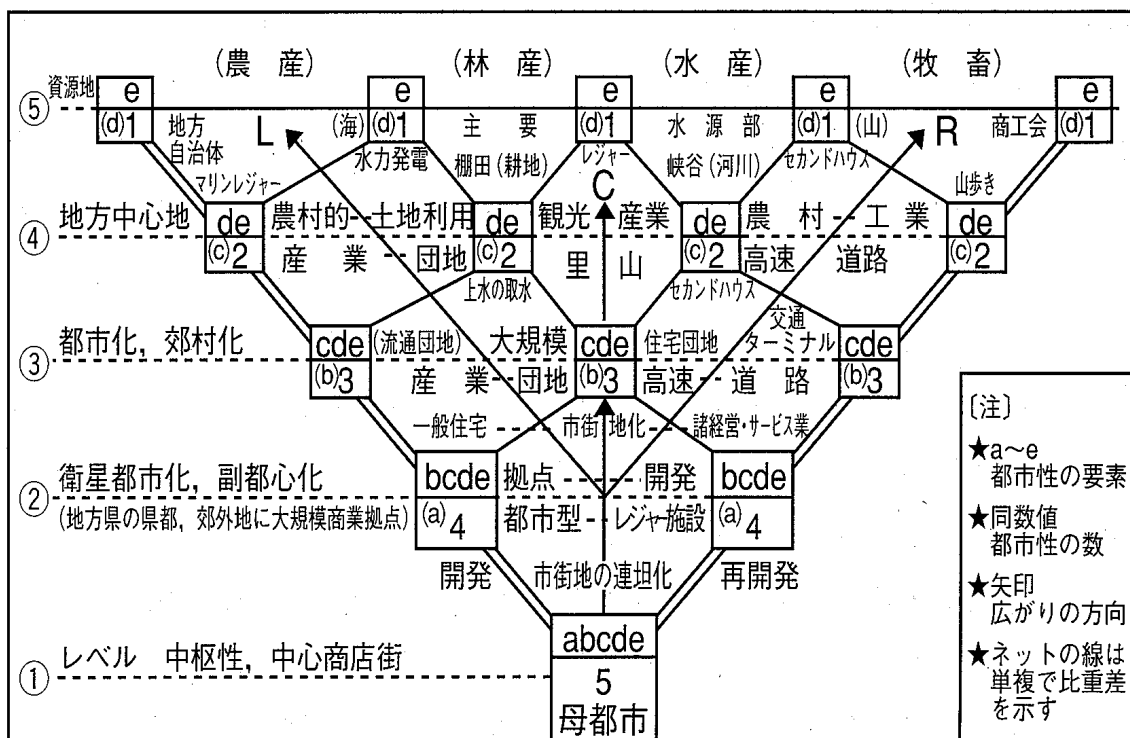 (農 産) (林 産) (水 産) (牧 畜)
資源地
e e e e e
⑤
(d)1 地方 L (海) (d)1 主 要 (d)1 水 源 部 (d)1 (山) R 商工会 (d)1
自治体 水力発電 棚田(耕地) レジャー 峡谷(河川) セカンドハウス
マリンレジャー C 山歩き
地方中心地 de 農村的 土地利用 de 観光 産業 de 農 村 工 業 de
④
(c)2 産 業 団地 (c)2 里 山 (c)2 高速 道路 (c)2
上水の取水 セカンドハウス
交通
都市化,郊村化 cde (流通団地) 大規模 cde 住宅団地 ターミナル cde
③
(b)3 産 業 団地 (b)3 高速 道 路 (b)3
一般住宅 市街 地化 諸経営・サービス業
衛星都市化,副都心化 bcde 拠点 開発 bcde
②
(地方県の県都,郊外地に大規模商業拠点) (a)4 都市型 レジャー施設 (a)4
開発 市街地の連坦化 再開発
abcde
レベル 中枢性,中心商店街
①
5
母都市
〔注〕
★a~e
都市性の要素
★同数値
都市性の数
★矢印
広がりの方向
★ネットの線は
単複で比重差
を示す